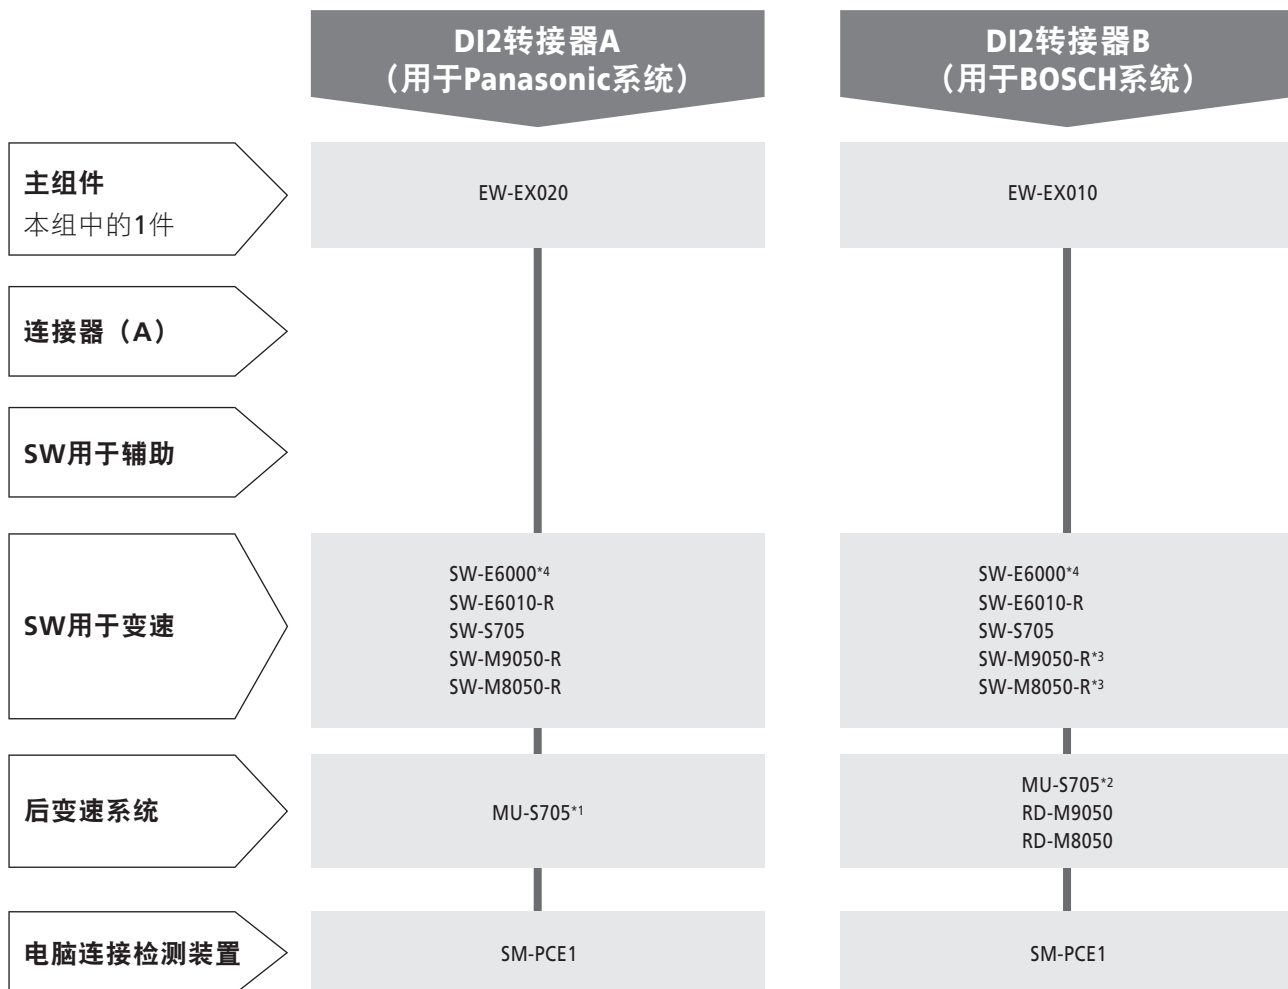 DI2转接器A
（用于Panasonic系统）
DI2转接器B
（用于BOSCH系统）
主组件
本组中的1件
EW-EX020
EW-EX010
连接器（A）
SW用于辅助
SW用于变速
SW-E6000*4
SW-E6010-R
SW-S705
SW-M9050-R
SW-M8050-R
SW-E6000*4
SW-E6010-R
SW-S705
SW-M9050-R*3
SW-M8050-R*3
后变速系统
MU-S705*1
MU-S705*2
RD-M9050
RD-M8050
电脑连接检测装置
SM-PCE1
SM-PCE1